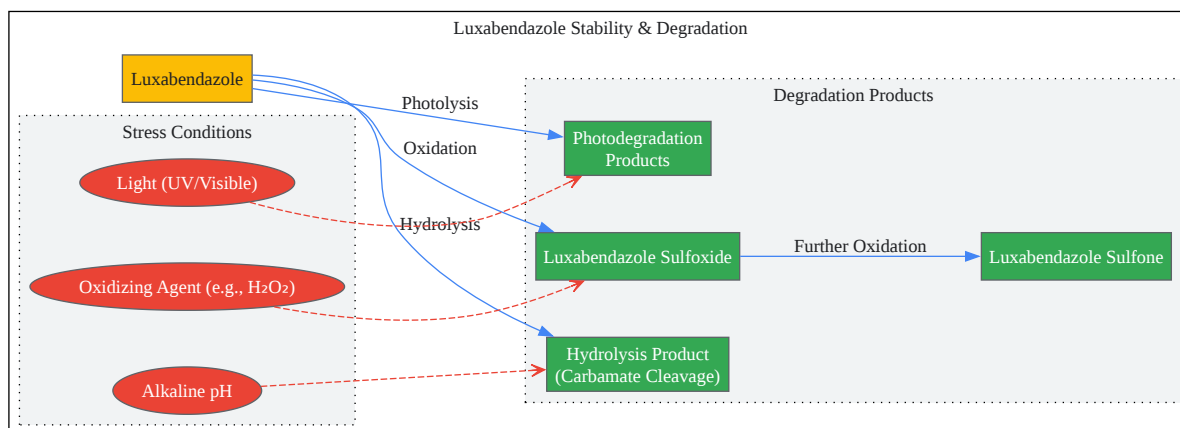 Luxabendazole Stability & Degradation
Luxabendazole
Stress Conditions
Light (UV/Visible)
Oxidizing Agent (e.g., H₂O₂)
Alkaline pH
Photolysis
Oxidation
Hydrolysis
Degradation Products
Photodegradation
Products
Luxabendazole Sulfoxide
Further Oxidation
Luxabendazole Sulfone
Hydrolysis Product
(Carbamate Cleavage)